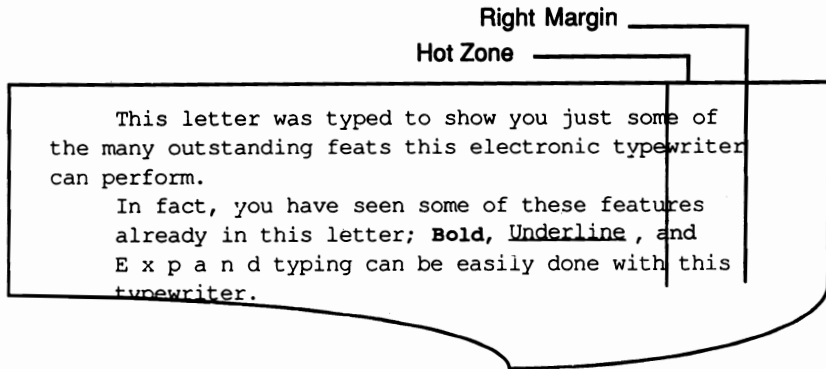 Right Margin
Hot Zone
This letter was typed to show you just some of
the many outstanding feats this electronic typewriter
can perform.
In fact, you have seen some of these features
already in this letter; Bold, Underline , and
E x p a n d typing can be easily done with this
typewriter.